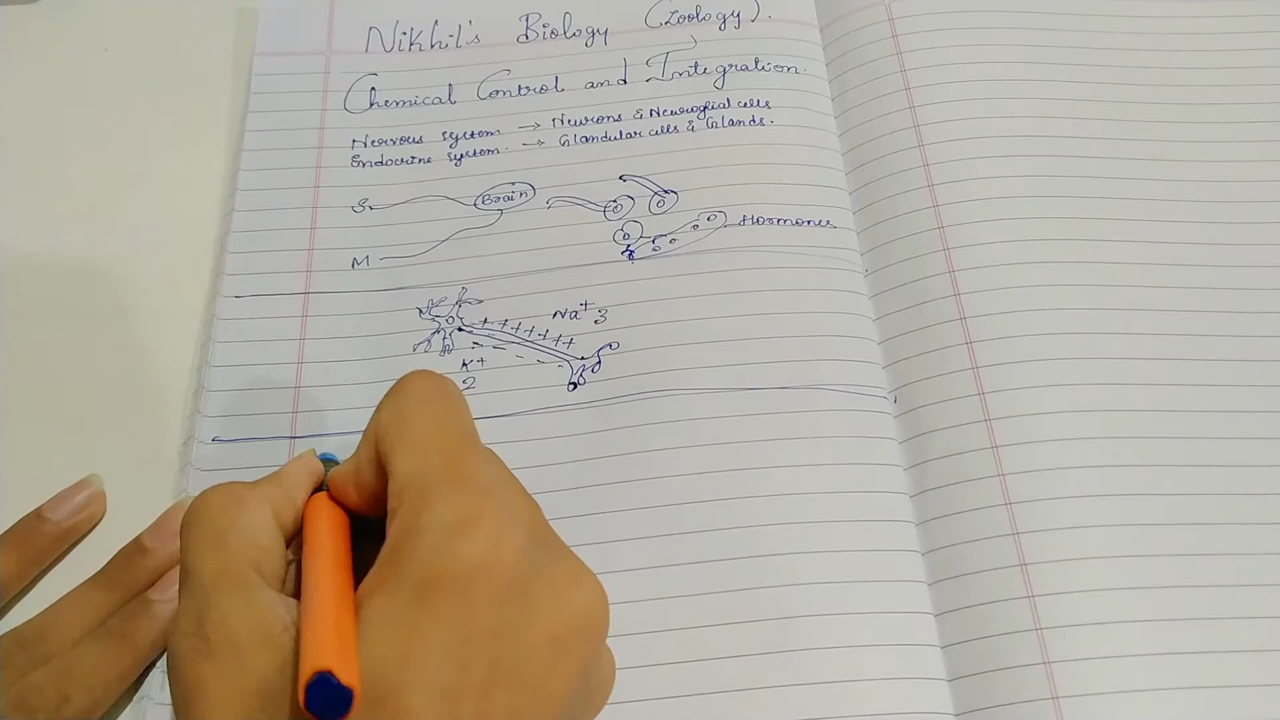 Nikhil's Biology (Zoology).
Chemical Control and Integration.
Nervous system → Neurons & Neuroglial cells
Endocrine system. → Glandular cells & Glands.
S Brain
Hormones
M
Na+ 3
+ + + + + + +
K+
2